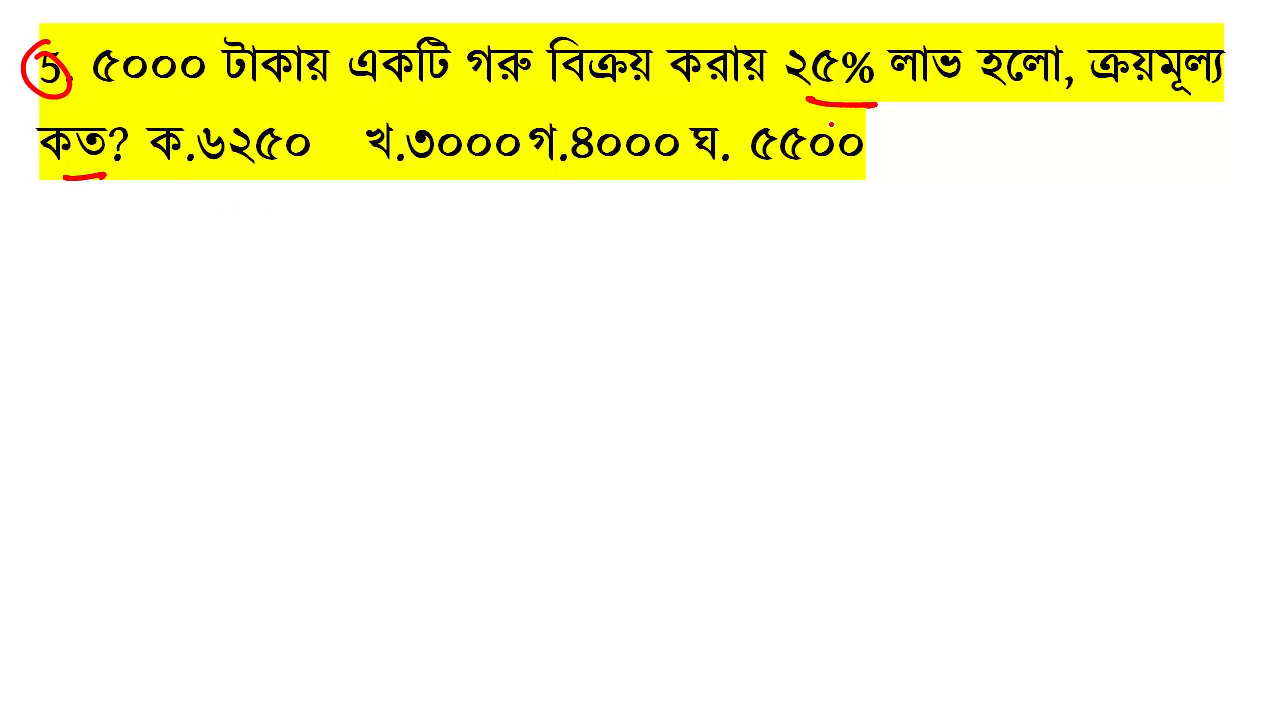 5. ৫০০০ টাকায় একটি গরু বিক্রয় করায় ২৫% লাভ হলো, ক্রয়মূল্য
কত? ক.৬২৫০ খ.৩০০০ গ.৪০০০ ঘ. ৫৫০০